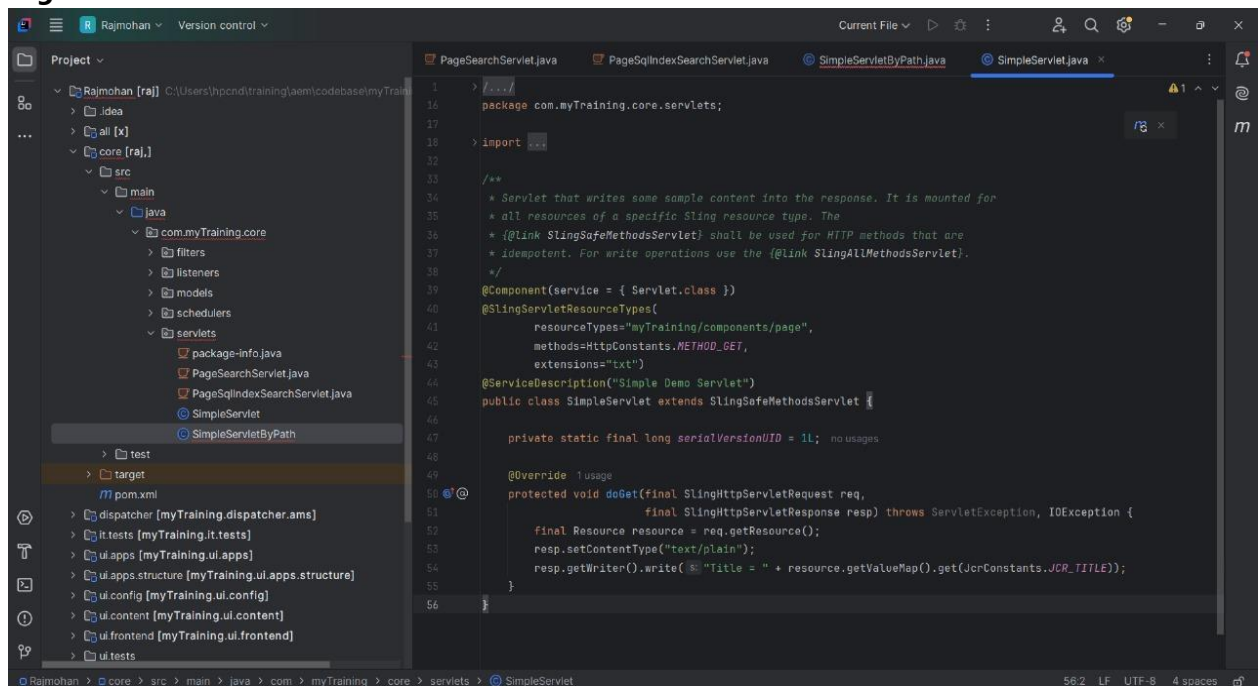 R Rajmohan Version control Current File
Project
PageSearchServlet.java PageSqlIndexSearchServlet.java SimpleServletByPath.java SimpleServlet.java
Rajmohan [raj] C:\Users\hpcnd\training\aem\codebase\myTraini
.idea
all [x]
core [raj,]
src
main
java
com.myTraining.core
filters
listeners
models
schedulers
servlets
package-info.java
PageSearchServlet.java
PageSqlIndexSearchServlet.java
SimpleServlet
SimpleServletByPath
test
target
pom.xml
dispatcher [myTraining.dispatcher.ams]
it.tests [myTraining.it.tests]
ui.apps [myTraining.ui.apps]
ui.apps.structure [myTraining.ui.apps.structure]
ui.config [myTraining.ui.config]
ui.content [myTraining.ui.content]
ui.frontend [myTraining.ui.frontend]
ui.tests
1 /.../
16 package com.myTraining.core.servlets;
17
18 import ...
32
33 /**
34 * Servlet that writes some sample content into the response. It is mounted for
35 * all resources of a specific Sling resource type. The
36 * {@link SlingSafeMethodsServlet} shall be used for HTTP methods that are
37 * idempotent. For write operations use the {@link SlingAllMethodsServlet}.
38 */
39 @Component(service = { Servlet.class })
40 @SlingServletResourceTypes(
41 resourceTypes="myTraining/components/page",
42 methods=HttpConstants.METHOD_GET,
43 extensions="txt")
44 @ServiceDescription("Simple Demo Servlet")
45 public class SimpleServlet extends SlingSafeMethodsServlet {
46
47 private static final long serialVersionUID = 1L; no usages
48
49 @Override 1 usage
50 protected void doGet(final SlingHttpServletRequest req,
51 final SlingHttpServletResponse resp) throws ServletException, IOException {
52 final Resource resource = req.getResource();
53 resp.setContentType("text/plain");
54 resp.getWriter().write( s: "Title = " + resource.getValueMap().get(JcrConstants.JCR_TITLE));
55 }
56 }
1
m
Rajmohan > core > src > main > java > com > myTraining > core > servlets > SimpleServlet 56:2 LF UTF-8 4 spaces